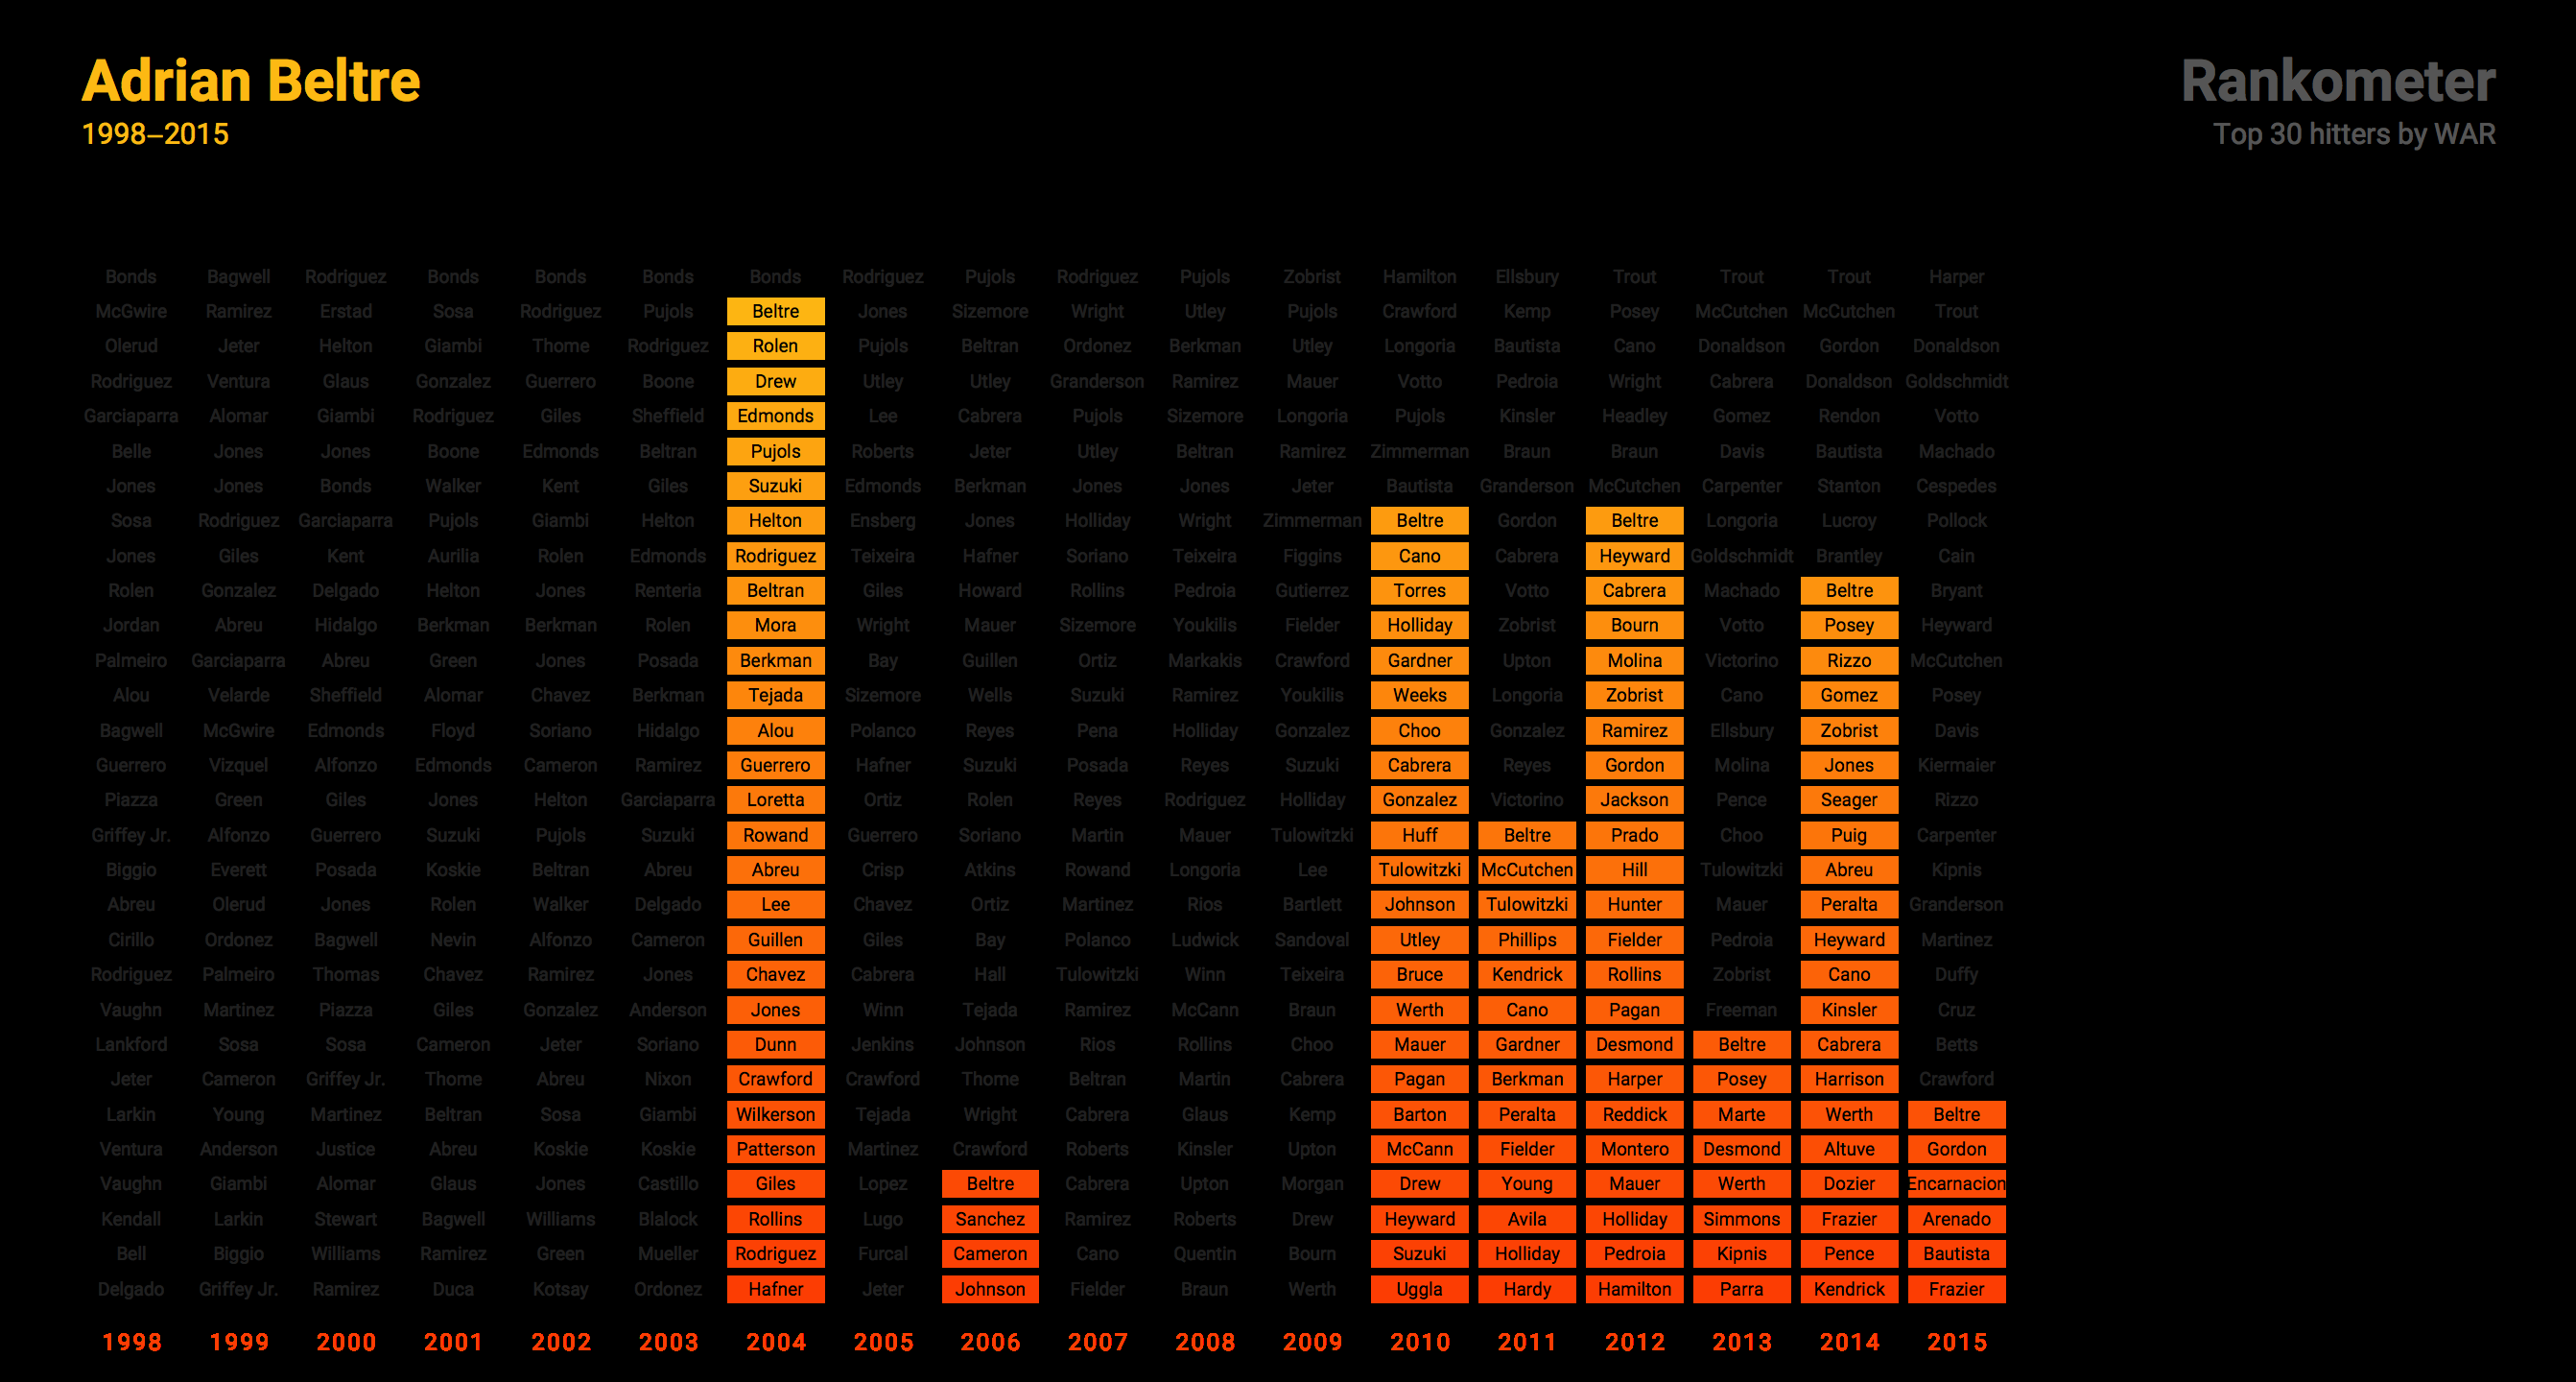 Adrian Beltre
1998–2015
Rankometer
Top 30 hitters by WAR
Bonds Bagwell Rodriguez Bonds Bonds Bonds Bonds Rodriguez Pujols Rodriguez Pujols Zobrist Hamilton Ellsbury Trout Trout Trout Harper
McGwire Ramirez Erstad Sosa Rodriguez Pujols Beltre Jones Sizemore Wright Utley Pujols Crawford Kemp Posey McCutchen McCutchen Trout
Olerud Jeter Helton Giambi Thome Rodriguez Rolen Pujols Beltran Ordonez Berkman Utley Longoria Bautista Cano Donaldson Gordon Donaldson
Rodriguez Ventura Glaus Gonzalez Guerrero Boone Drew Utley Utley Granderson Ramirez Mauer Votto Pedroia Wright Cabrera Donaldson Goldschmidt
Garciaparra Alomar Giambi Rodriguez Giles Sheffield Edmonds Lee Cabrera Pujols Sizemore Longoria Pujols Kinsler Headley Gomez Rendon Votto
Belle Jones Jones Boone Edmonds Beltran Pujols Roberts Jeter Utley Beltran Ramirez Zimmerman Braun Braun Davis Bautista Machado
Jones Jones Bonds Walker Kent Giles Suzuki Edmonds Berkman Jones Jones Jeter Bautista Granderson McCutchen Carpenter Stanton Cespedes
Sosa Rodriguez Garciaparra Pujols Giambi Helton Helton Ensberg Jones Holliday Wright Zimmerman Beltre Gordon Beltre Longoria Lucroy Pollock
Jones Giles Kent Aurilia Rolen Edmonds Rodriguez Teixeira Hafner Soriano Teixeira Figgins Cano Cabrera Heyward Goldschmidt Brantley Cain
Rolen Gonzalez Delgado Helton Jones Renteria Beltran Giles Howard Rollins Pedroia Gutierrez Torres Votto Cabrera Machado Beltre Bryant
Jordan Abreu Hidalgo Berkman Berkman Rolen Mora Wright Mauer Sizemore Youkilis Fielder Holliday Zobrist Bourn Votto Posey Heyward
Palmeiro Garciaparra Abreu Green Jones Posada Berkman Bay Guillen Ortiz Markakis Crawford Gardner Upton Molina Victorino Rizzo McCutchen
Alou Velarde Sheffield Alomar Chavez Berkman Tejada Sizemore Wells Suzuki Ramirez Youkilis Weeks Longoria Zobrist Cano Gomez Posey
Bagwell McGwire Edmonds Floyd Soriano Hidalgo Alou Polanco Reyes Pena Holliday Gonzalez Choo Gonzalez Ramirez Ellsbury Zobrist Davis
Guerrero Vizquel Alfonzo Edmonds Cameron Ramirez Guerrero Hafner Suzuki Posada Reyes Suzuki Cabrera Reyes Gordon Molina Jones Kiermaier
Piazza Green Giles Jones Helton Garciaparra Loretta Ortiz Rolen Reyes Rodriguez Holliday Gonzalez Victorino Jackson Pence Seager Rizzo
Griffey Jr. Alfonzo Guerrero Suzuki Pujols Suzuki Rowand Guerrero Soriano Martin Mauer Tulowitzki Huff Beltre Prado Choo Puig Carpenter
Biggio Everett Posada Koskie Beltran Abreu Abreu Crisp Atkins Rowand Longoria Lee Tulowitzki McCutchen Hill Tulowitzki Abreu Kipnis
Abreu Olerud Jones Rolen Walker Delgado Lee Chavez Ortiz Martinez Rios Bartlett Johnson Tulowitzki Hunter Mauer Peralta Granderson
Cirillo Ordonez Bagwell Nevin Alfonzo Cameron Guillen Giles Bay Polanco Ludwick Sandoval Utley Phillips Fielder Pedroia Heyward Martinez
Rodriguez Palmeiro Thomas Chavez Ramirez Jones Chavez Cabrera Hall Tulowitzki Winn Teixeira Bruce Kendrick Rollins Zobrist Cano Duffy
Vaughn Martinez Piazza Giles Gonzalez Anderson Jones Winn Tejada Ramirez McCann Braun Werth Cano Pagan Freeman Kinsler Cruz
Lankford Sosa Sosa Cameron Jeter Soriano Dunn Jenkins Johnson Rios Rollins Choo Mauer Gardner Desmond Beltre Cabrera Betts
Jeter Cameron Griffey Jr. Thome Abreu Nixon Crawford Crawford Thome Beltran Martin Cabrera Pagan Berkman Harper Posey Harrison Crawford
Larkin Young Martinez Beltran Sosa Giambi Wilkerson Tejada Wright Cabrera Glaus Kemp Barton Peralta Reddick Marte Werth Beltre
Ventura Anderson Justice Abreu Koskie Koskie Patterson Martinez Crawford Roberts Kinsler Upton McCann Fielder Montero Desmond Altuve Gordon
Vaughn Giambi Alomar Glaus Jones Castillo Giles Lopez Beltre Cabrera Upton Morgan Drew Young Mauer Werth Dozier Encarnacion
Kendall Larkin Stewart Bagwell Williams Blalock Rollins Lugo Sanchez Ramirez Roberts Drew Heyward Avila Holliday Simmons Frazier Arenado
Bell Biggio Williams Ramirez Green Mueller Rodriguez Furcal Cameron Cano Quentin Bourn Suzuki Holliday Pedroia Kipnis Pence Bautista
Delgado Griffey Jr. Ramirez Duca Kotsay Ordonez Hafner Jeter Johnson Fielder Braun Werth Uggla Hardy Hamilton Parra Kendrick Frazier
1998 1999 2000 2001 2002 2003 2004 2005 2006 2007 2008 2009 2010 2011 2012 2013 2014 2015